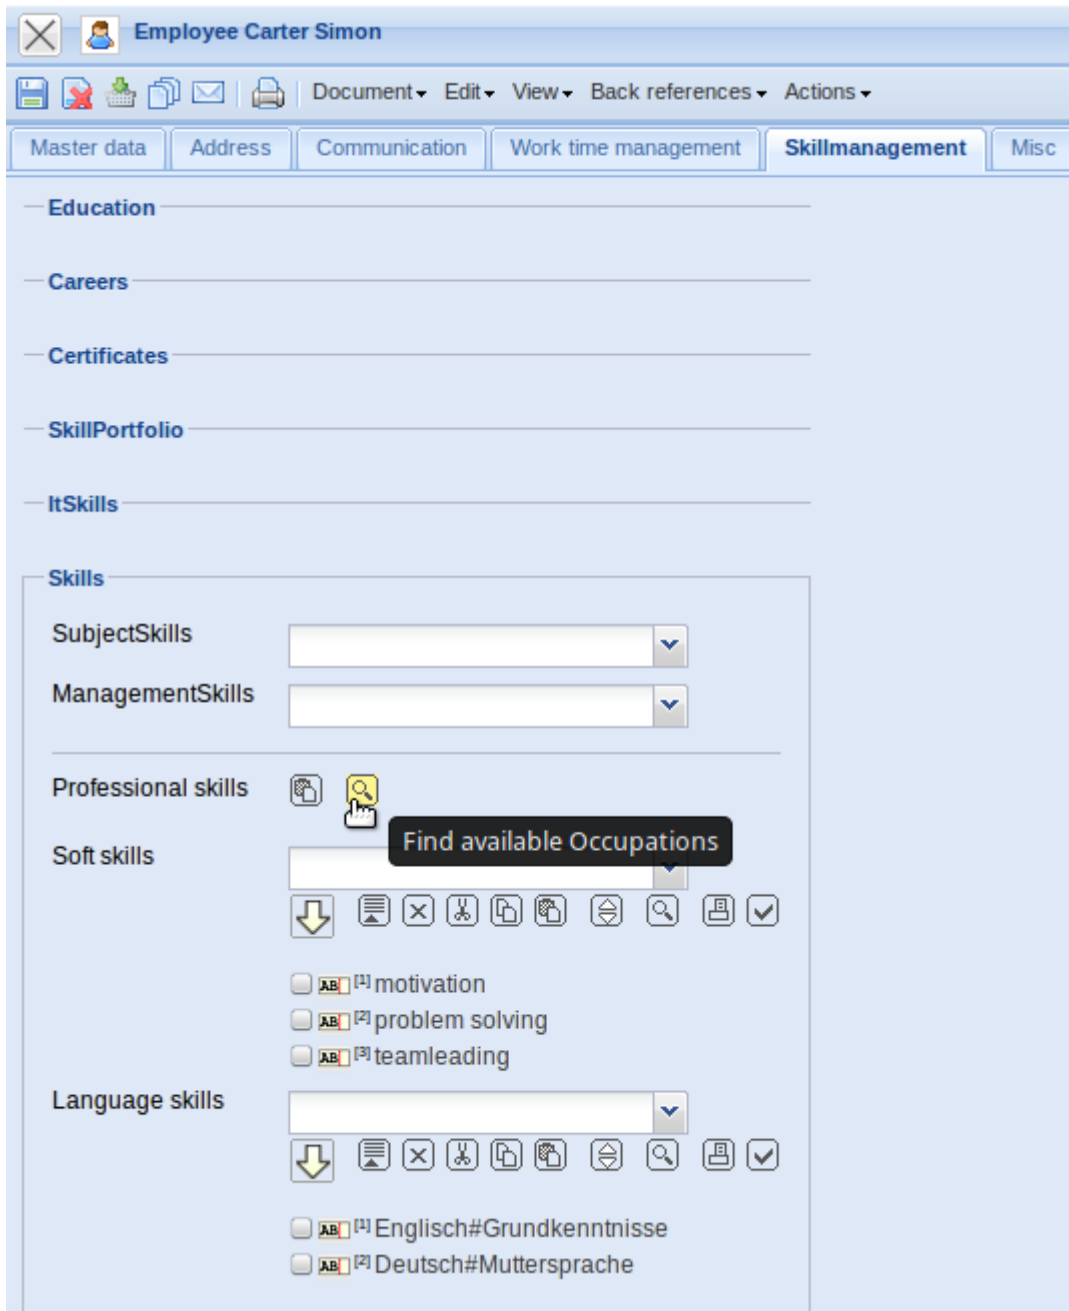 Employee Carter Simon
Document Edit View Back references Actions
Master data Address Communication Work time management Skillmanagement Misc
Education
Careers
Certificates
SkillPortfolio
ItSkills
Skills
SubjectSkills
ManagementSkills
Professional skills
Find available Occupations
Soft skills
AB [1] motivation
AB [2] problem solving
AB [3] teamleading
Language skills
AB [1] Englisch#Grundkenntnisse
AB [2] Deutsch#Muttersprache